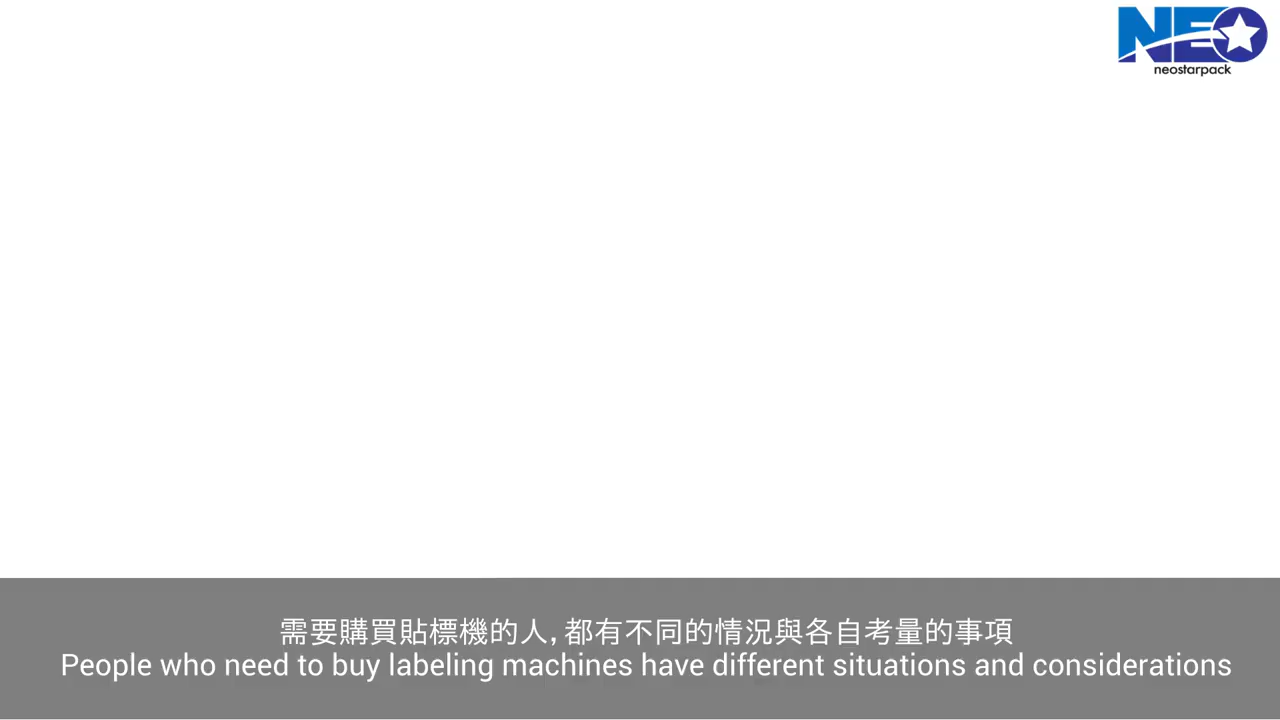 NEO
neostarpack
需要購買貼標機的人, 都有不同的情況與各自考量的事項
People who need to buy labeling machines have different situations and considerations